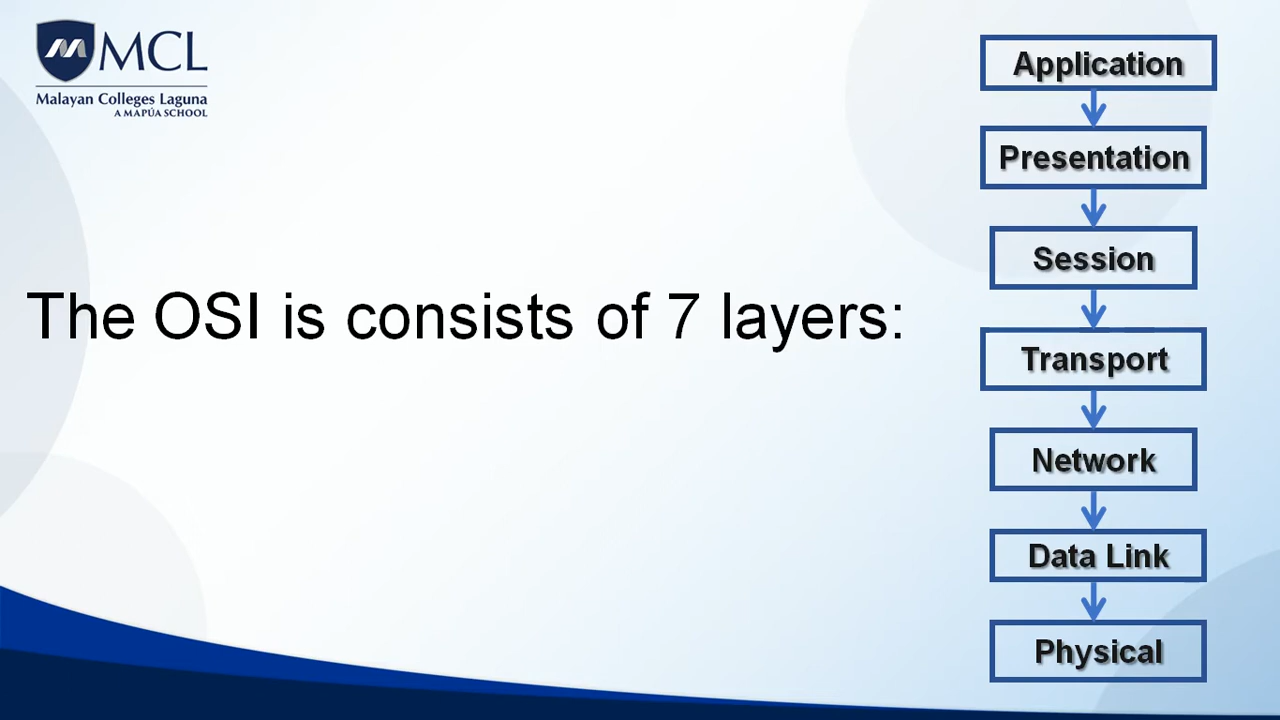 MCL
Malayan Colleges Laguna
A MAPÚA SCHOOL
The OSI is consists of 7 layers:
Application
Presentation
Session
Transport
Network
Data Link
Physical